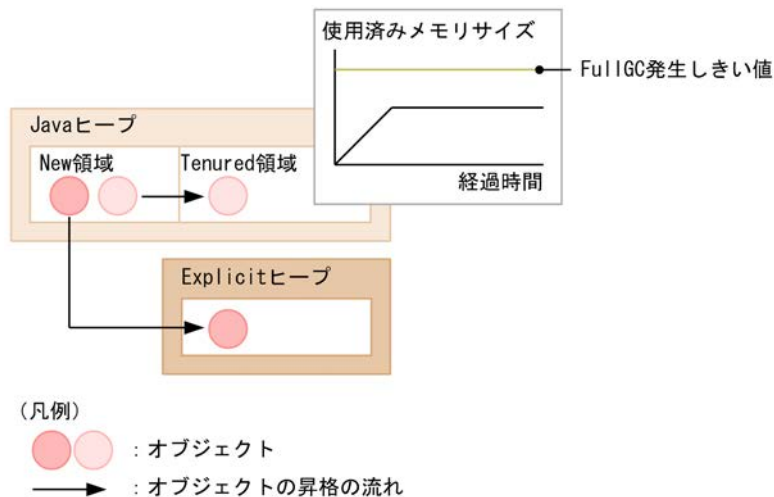 使用済みメモリサイズ
FullGC発生しきい値
経過時間
Javaヒープ
New領域
Tenured領域
Explicitヒープ
(凡例)
：オブジェクト
：オブジェクトの昇格の流れ